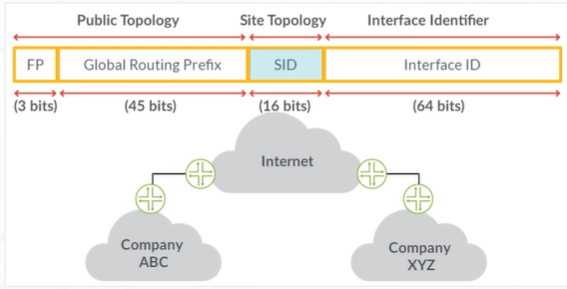 Public Topology Site Topology Interface Identifier
FP Global Routing Prefix SID Interface ID
(3 bits) (45 bits) (16 bits) (64 bits)
Internet
Company
ABC
Company
XYZ